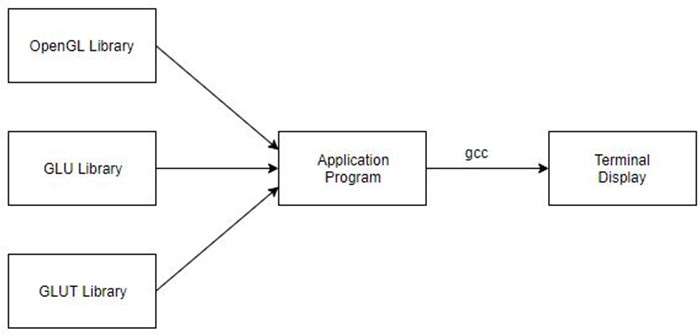 OpenGL Library
GLU Library
GLUT Library
Application
Program
gcc
Terminal
Display